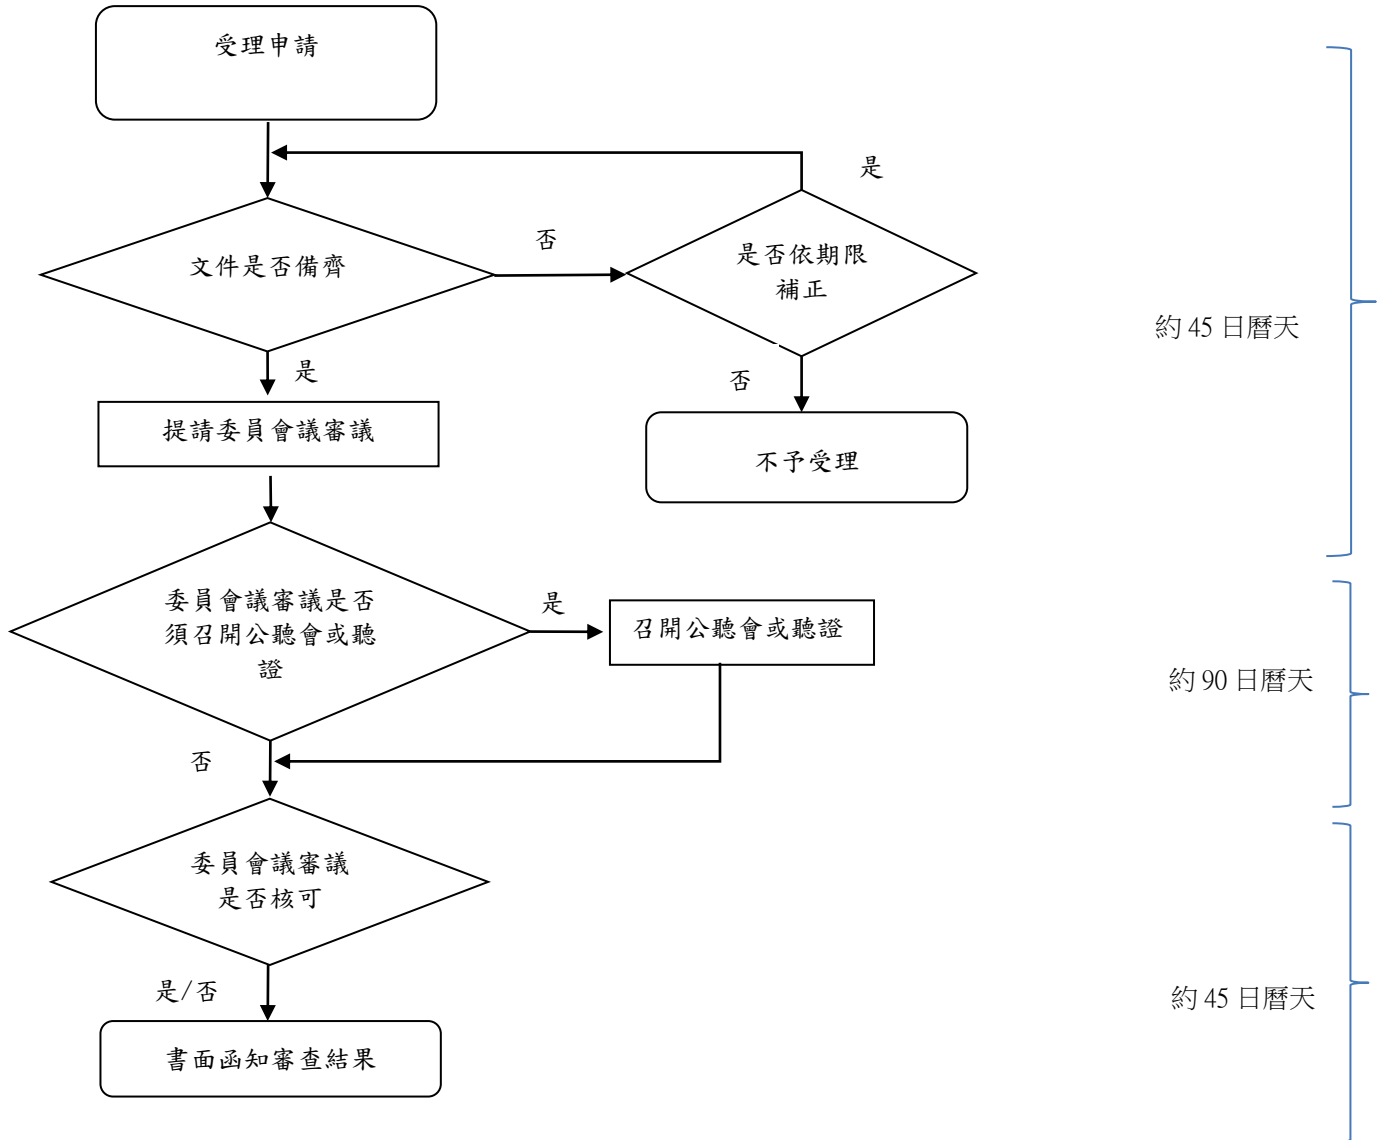 受理申請
是
文件是否備齊
否
是否依期限
補正
約 45 日曆天
是
否
提請委員會議審議
不予受理
委員會議審議是否
須召開公聽會或聽
證
是
召開公聽會或聽證
約 90 日曆天
否
委員會議審議
是否核可
是/否
約 45 日曆天
書面函知審查結果